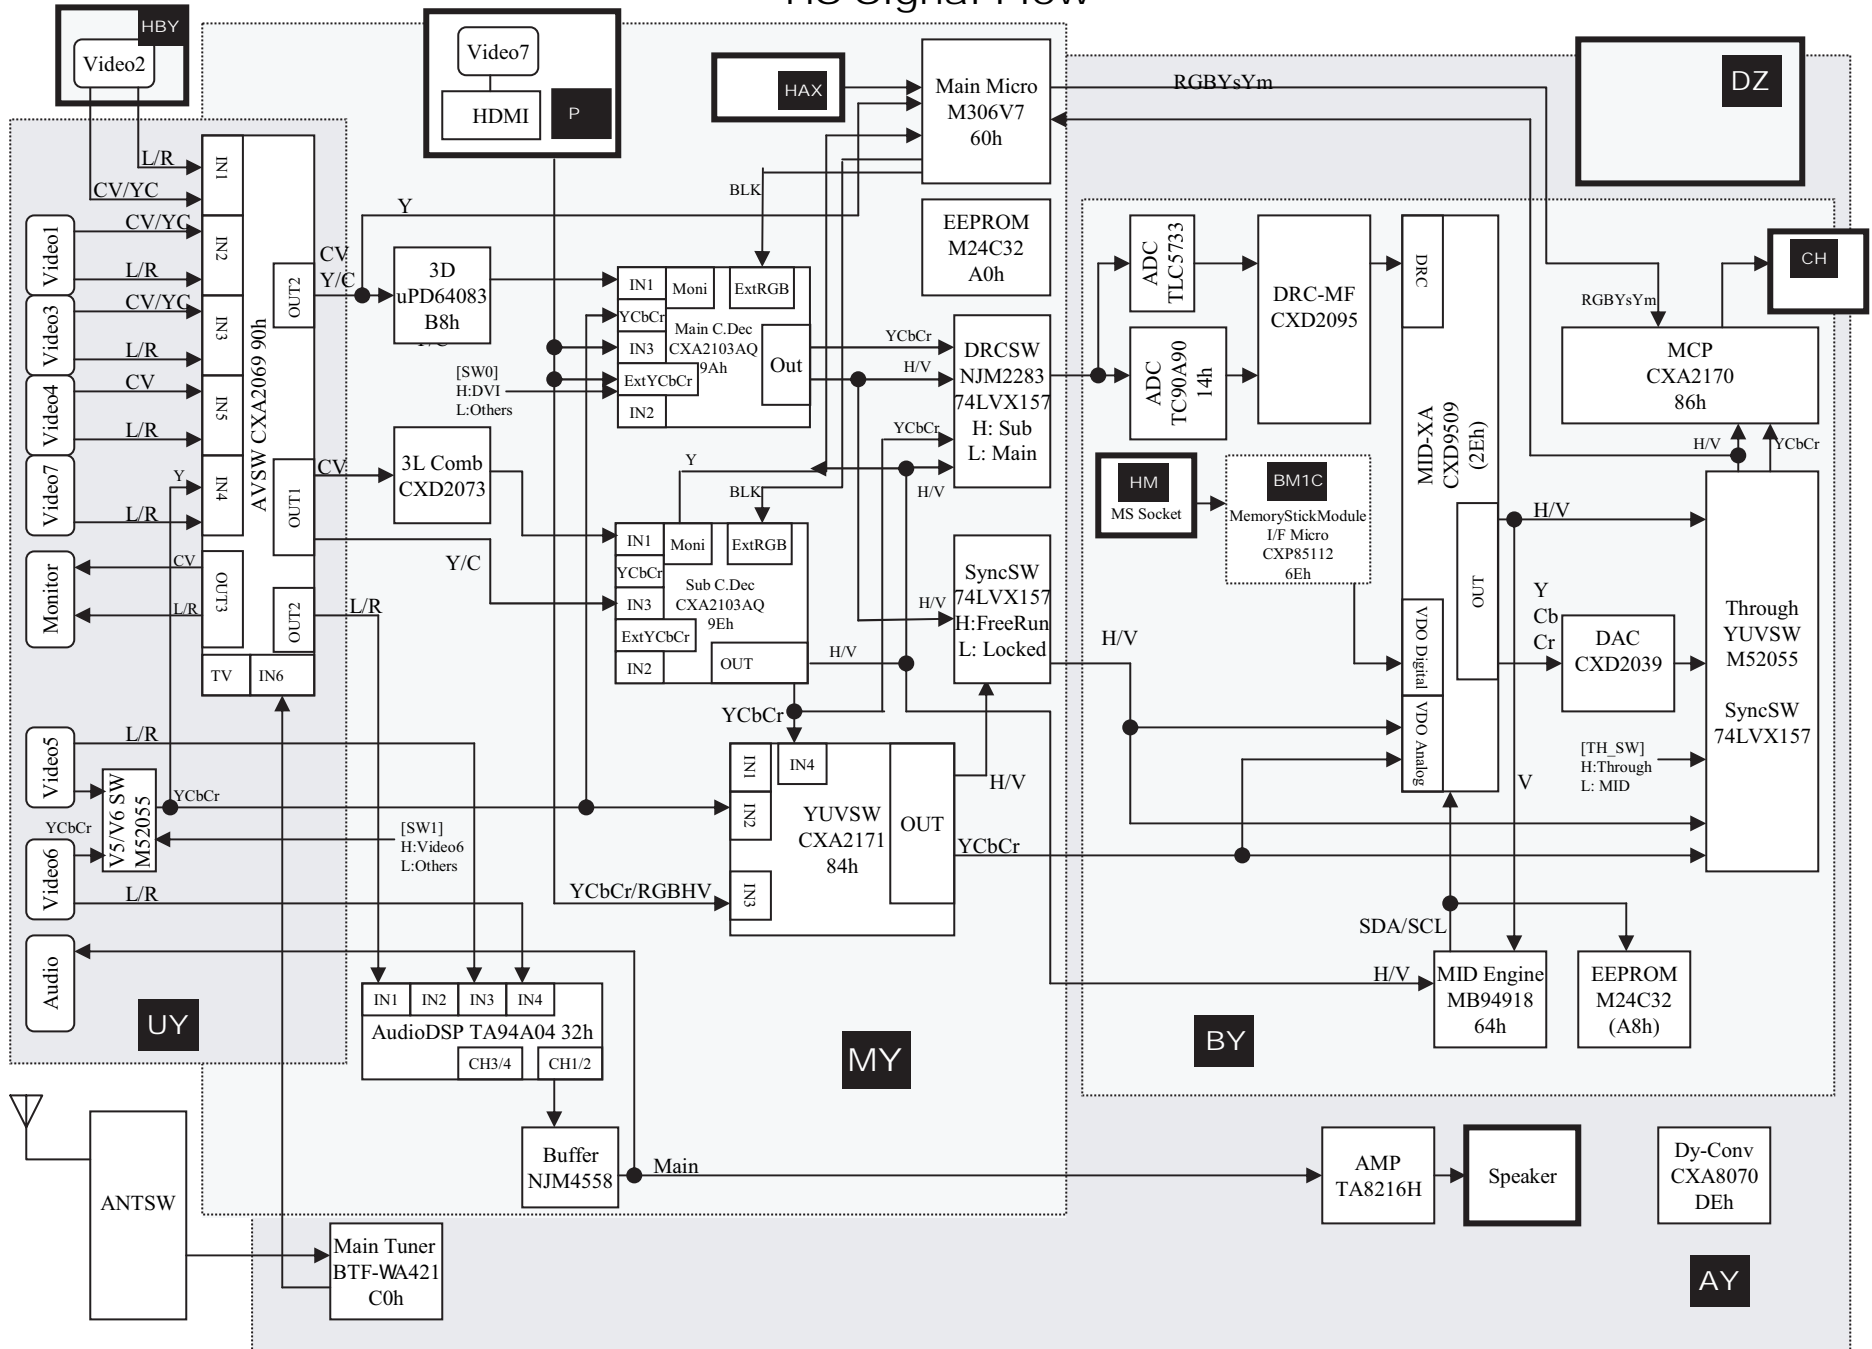 HBY
Video2
Video7
HDMI
P
HAX
Main Micro
M306V7
60h
RGBYsYm
DZ
L/R
CV/YC
IN1
BLK
Y
EEPROM
M24C32
A0h
Video1
CV/YC
L/R
IN2
Video3
CV/YC
L/R
IN3
Video4
CV
L/R
IN5
Video7
Y
L/R
IN4
AVSW CXA2069 90h
OUT2
CV
Y/C
3D
uPD64083
B8h
IN1
Moni
ExtRGB
YCbCr
Main C.Dec
CXA2103AQ
9Ah
IN3
ExtYCbCr
IN2
Out
[SW0]
H:DVI
L:Others
YCbCr
H/V
DRCSW
NJM2283
74LVX157
H: Sub
L: Main
YCbCr
H/V
ADC
TLC5733
ADC
TC90A90
14h
DRC-MF
CXD2095
DRC
MID-XA
CXD9509
(2Eh)
CH
RGBYsYm
MCP
CXA2170
86h
H/V
YCbCr
OUT1
CV
3L Comb
CXD2073
Y
BLK
HM
MS Socket
BM1C
MemoryStickModule
I/F Micro
CXP85112
6Eh
OUT
H/V
Monitor
CV
L/R
OUT3
OUT2
L/R
Y/C
IN1
Moni
ExtRGB
YCbCr
Sub C.Dec
CXA2103AQ
9Eh
IN3
ExtYCbCr
IN2
OUT
H/V
H/V
SyncSW
74LVX157
H:FreeRun
L: Locked
H/V
VDO Digital
VDO Analog
Y
Cb
Cr
DAC
CXD2039
Through
YUVSW
M52055
SyncSW
74LVX157
TV
IN6
YCbCr
[TH_SW]
H:Through
L: MID
V
Video5
L/R
V5/V6 SW
M52055
YCbCr
YCbCr
[SW1]
H:Video6
L:Others
Video6
L/R
IN1
IN4
IN2
YUVSW
CXA2171
84h
IN3
OUT
H/V
YCbCr
YCbCr/RGBHV
SDA/SCL
Audio
UY
IN1
IN2
IN3
IN4
AudioDSP TA94A04 32h
CH3/4
CH1/2
MY
BY
H/V
MID Engine
MB94918
64h
EEPROM
M24C32
(A8h)
ANTSW
Buffer
NJM4558
Main
AMP
TA8216H
Speaker
Dy-Conv
CXA8070
DEh
Main Tuner
BTF-WA421
C0h
AY